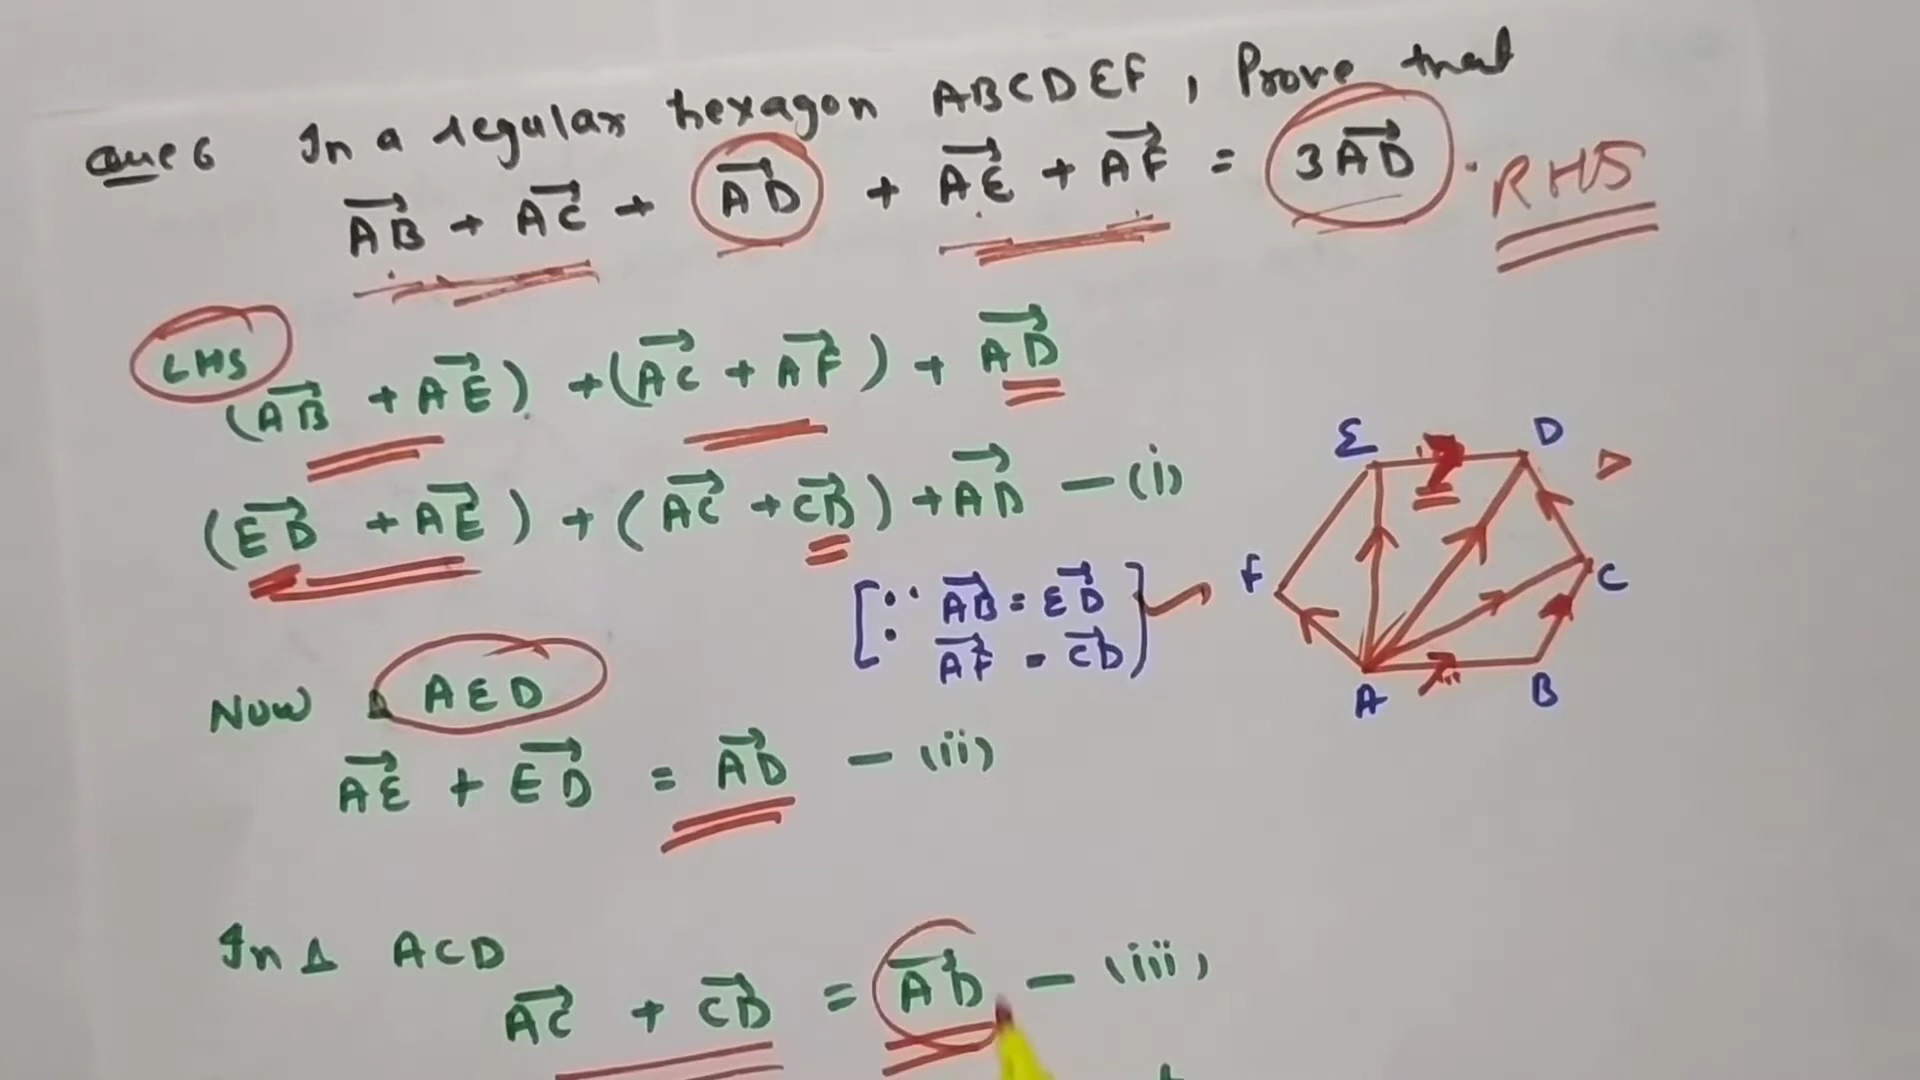 Que 6 In a regular hexagon ABCDEF, Prove that
AB→ + AC→ + AD→ + AE→ + AF→ = 3AD→. RHS
LHS
(AB→ + AE→) + (AC→ + AF→) + AD→
(ED→ + AE→) + (AC→ + CD→) + AD→ — (i)
[∵ AB→ = ED→
AF→ = CD→]
E D
F C
A B
Now Δ AED
AE→ + ED→ = AD→ — (ii)
In Δ ACD
AC→ + CD→ = AD→ — (iii)